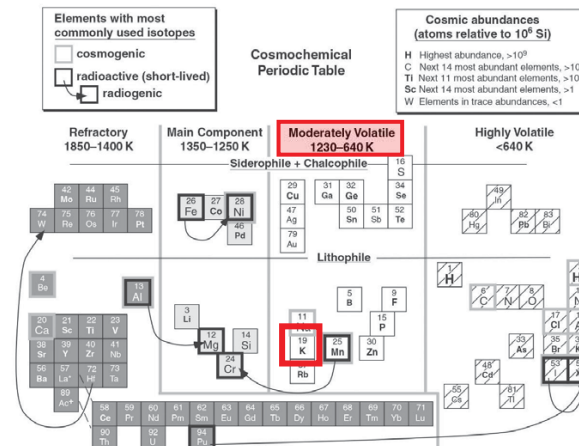 Elements with most
commonly used isotopes
cosmogenic
radioactive (short-lived)
radiogenic
Cosmochemical
Periodic Table
Cosmic abundances
(atoms relative to 10⁶ Si)
H Highest abundance, >10⁹
C Next 14 most abundant elements, >10
Ti Next 11 most abundant elements, >10
Sc Next 14 most abundant elements, >1
W Elements in trace abundances, <1
Refractory
1850–1400 K
Main Component
1350–1250 K
Moderately Volatile
1230–640 K
Highly Volatile
<640 K
Siderophile + Chalcophile
16
S
42 44 45
Mo Ru Rh
74 75 76 77 78
W Re Os Ir Pt
26 27 28
Fe Co Ni
46
Pd
29 31 32 34
Cu Ga Ge Se
47 50 51 52
Ag Sn Sb Te
79
Au
49
In
80 82 83
Hg Pb Bi
Lithophile
4
Be
13
Al
20 21 22 23
Ca Sc Ti V
38 39 40 41
Sr Y Zr Nb
56 57 72 73
Ba La* Hf Ta
89
Ac+
3
Li
12 14
Mg Si
24
Cr
11
Na
19 25
K Mn
Rb
5 9
B F
15
P
30
Zn
1
H
6 7 8
C N O
17
Cl
33 35
As Br
48 53
Cd I
55 81
Cs Tl
58 59 60 61 62 63 64 65 66 67 68 69 70 71
Ce Pr Nd Pm Sm Eu Gd Tb Dy Ho Er Tm Yb Lu
90 92 94
Th U Pu